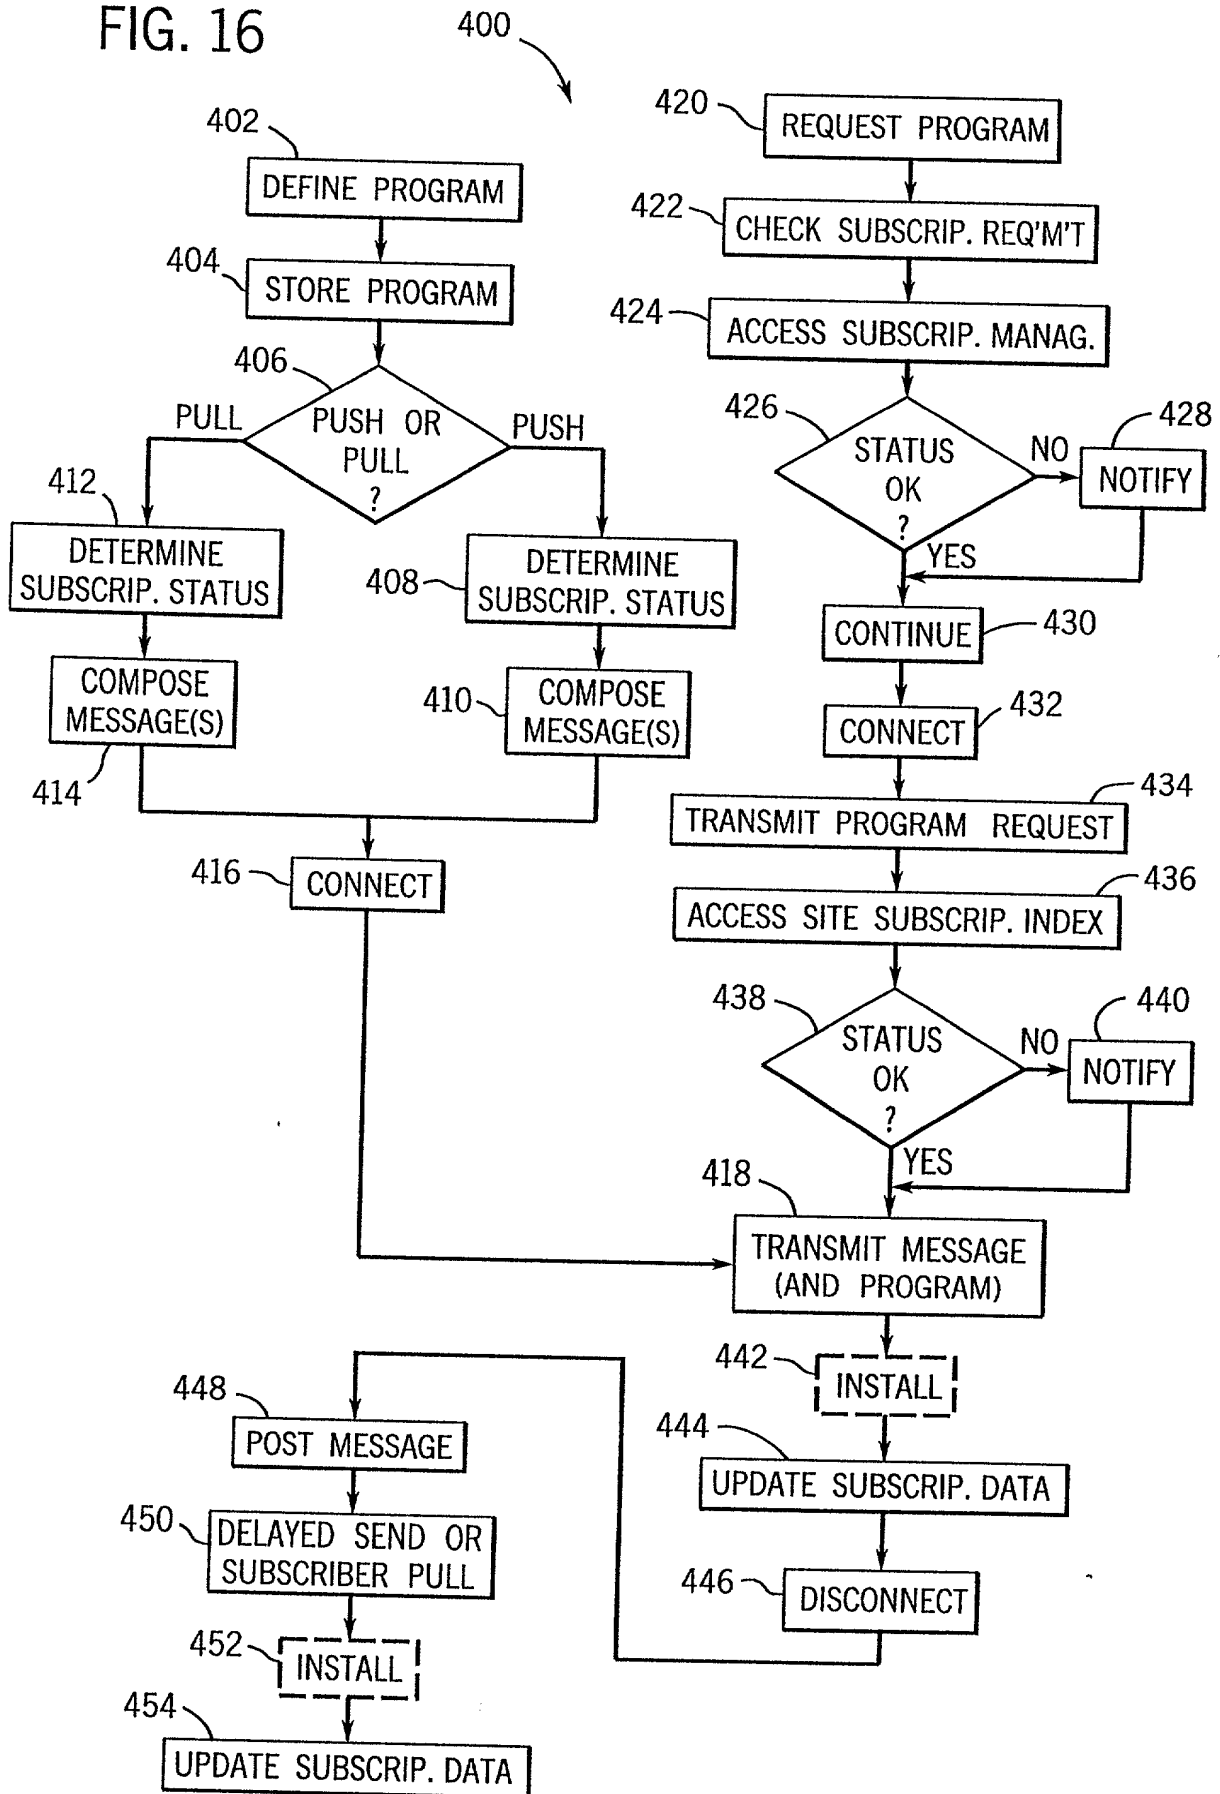 FIG. 16
400
402
DEFINE PROGRAM
404
STORE PROGRAM
406
PUSH OR
PULL
?
PULL
PUSH
412
DETERMINE
SUBSCRIP. STATUS
408
DETERMINE
SUBSCRIP. STATUS
COMPOSE
MESSAGE(S)
414
410
COMPOSE
MESSAGE(S)
416
CONNECT
420
REQUEST PROGRAM
422
CHECK SUBSCRIP. REQ'M'T
424
ACCESS SUBSCRIP. MANAG.
426
STATUS
OK
?
NO
428
NOTIFY
YES
CONTINUE
430
432
CONNECT
434
TRANSMIT PROGRAM REQUEST
436
ACCESS SITE SUBSCRIP. INDEX
438
STATUS
OK
?
NO
440
NOTIFY
YES
418
TRANSMIT MESSAGE
(AND PROGRAM)
442
INSTALL
444
UPDATE SUBSCRIP. DATA
446
DISCONNECT
448
POST MESSAGE
450
DELAYED SEND OR
SUBSCRIBER PULL
452
INSTALL
454
UPDATE SUBSCRIP. DATA